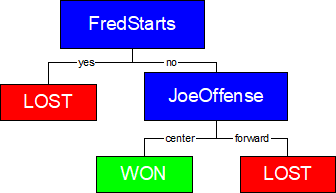 FredStarts
yes no
LOST
JoeOffense
center forward
WON LOST